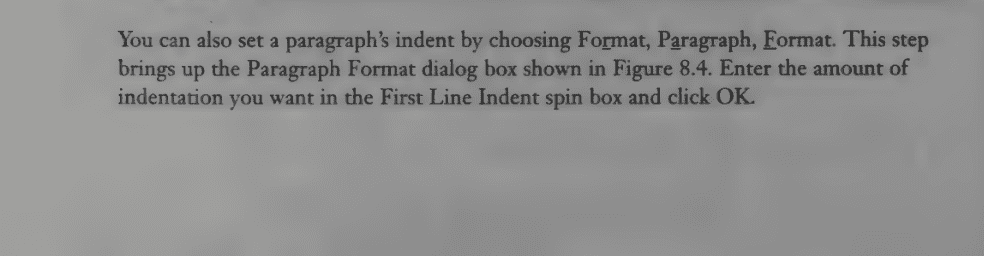 You can also set a paragraph's indent by choosing Format, Paragraph, Format. This step
brings up the Paragraph Format dialog box shown in Figure 8.4. Enter the amount of
indentation you want in the First Line Indent spin box and click OK.